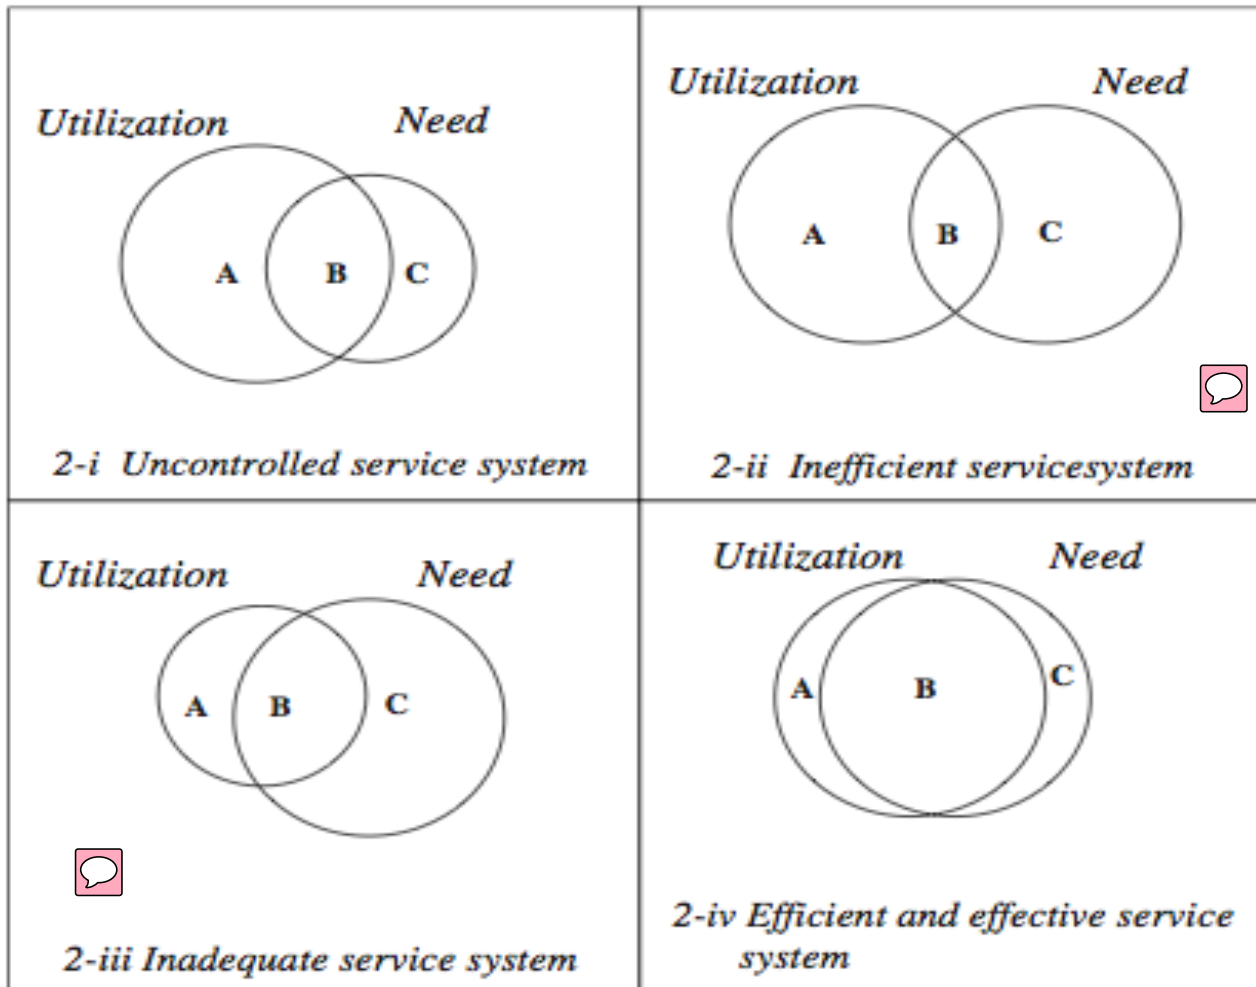 Utilization Need
A B C
2-i Uncontrolled service system
Utilization Need
A B C
2-ii Inefficient servicesystem
Utilization Need
A B C
2-iii Inadequate service system
Utilization Need
A B C
2-iv Efficient and effective service
system